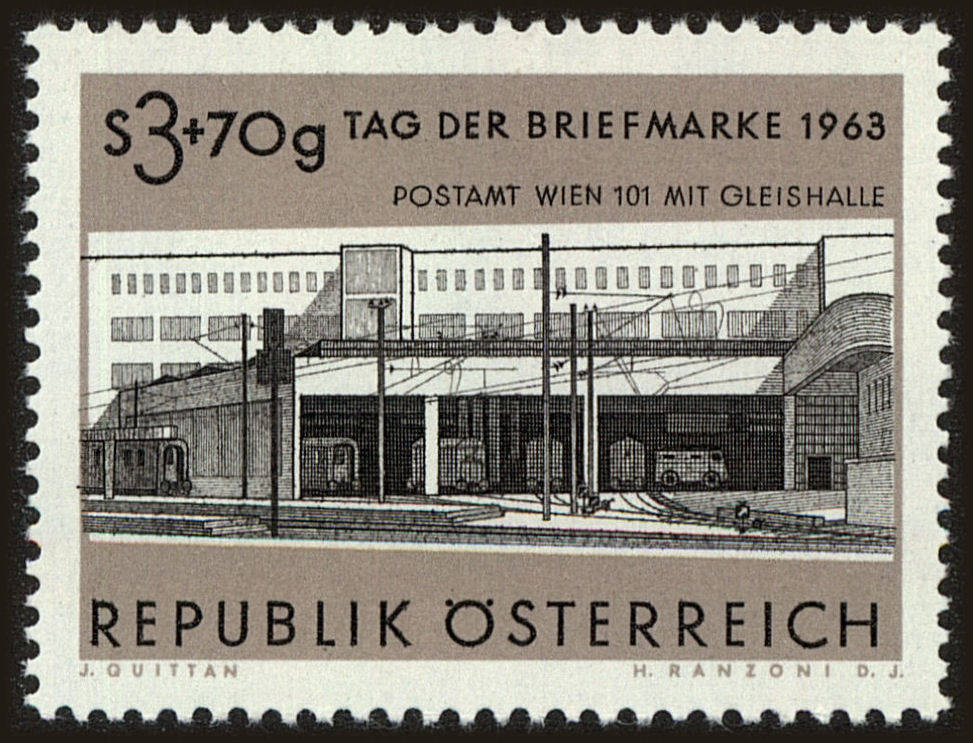 S3+70g TAG DER BRIEFMARKE 1963
POSTAMT WIEN 101 MIT GLEISHALLE
REPUBLIK ÖSTERREICH
J. QUITTAN H. RANZONI D. J.